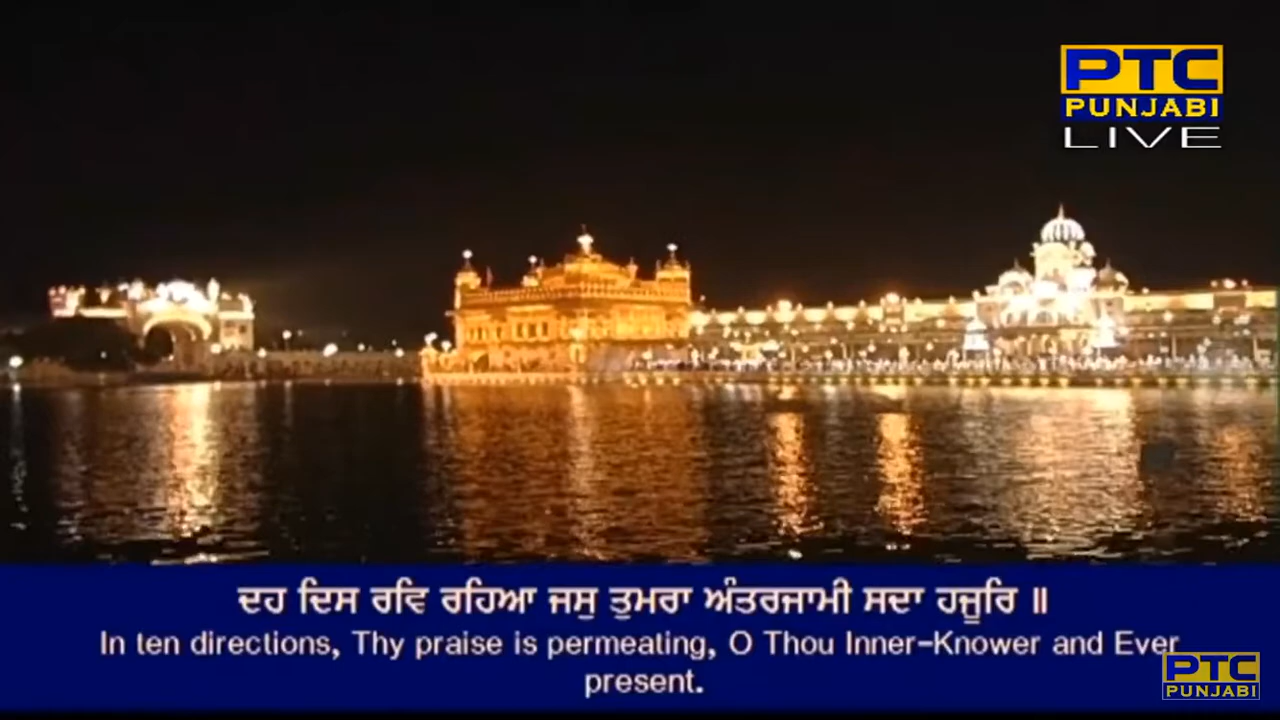 PTC
PUNJABI
LIVE
ਦਹ ਦਿਸ ਰਵਿ ਰਹਿਆ ਜਸੁ ਤੁਮਰਾ ਅੰਤਰਜਾਮੀ ਸਦਾ ਹਜੂਰਿ ॥
In ten directions, Thy praise is permeating, O Thou Inner-Knower and Ever
present.
PTC
PUNJABI